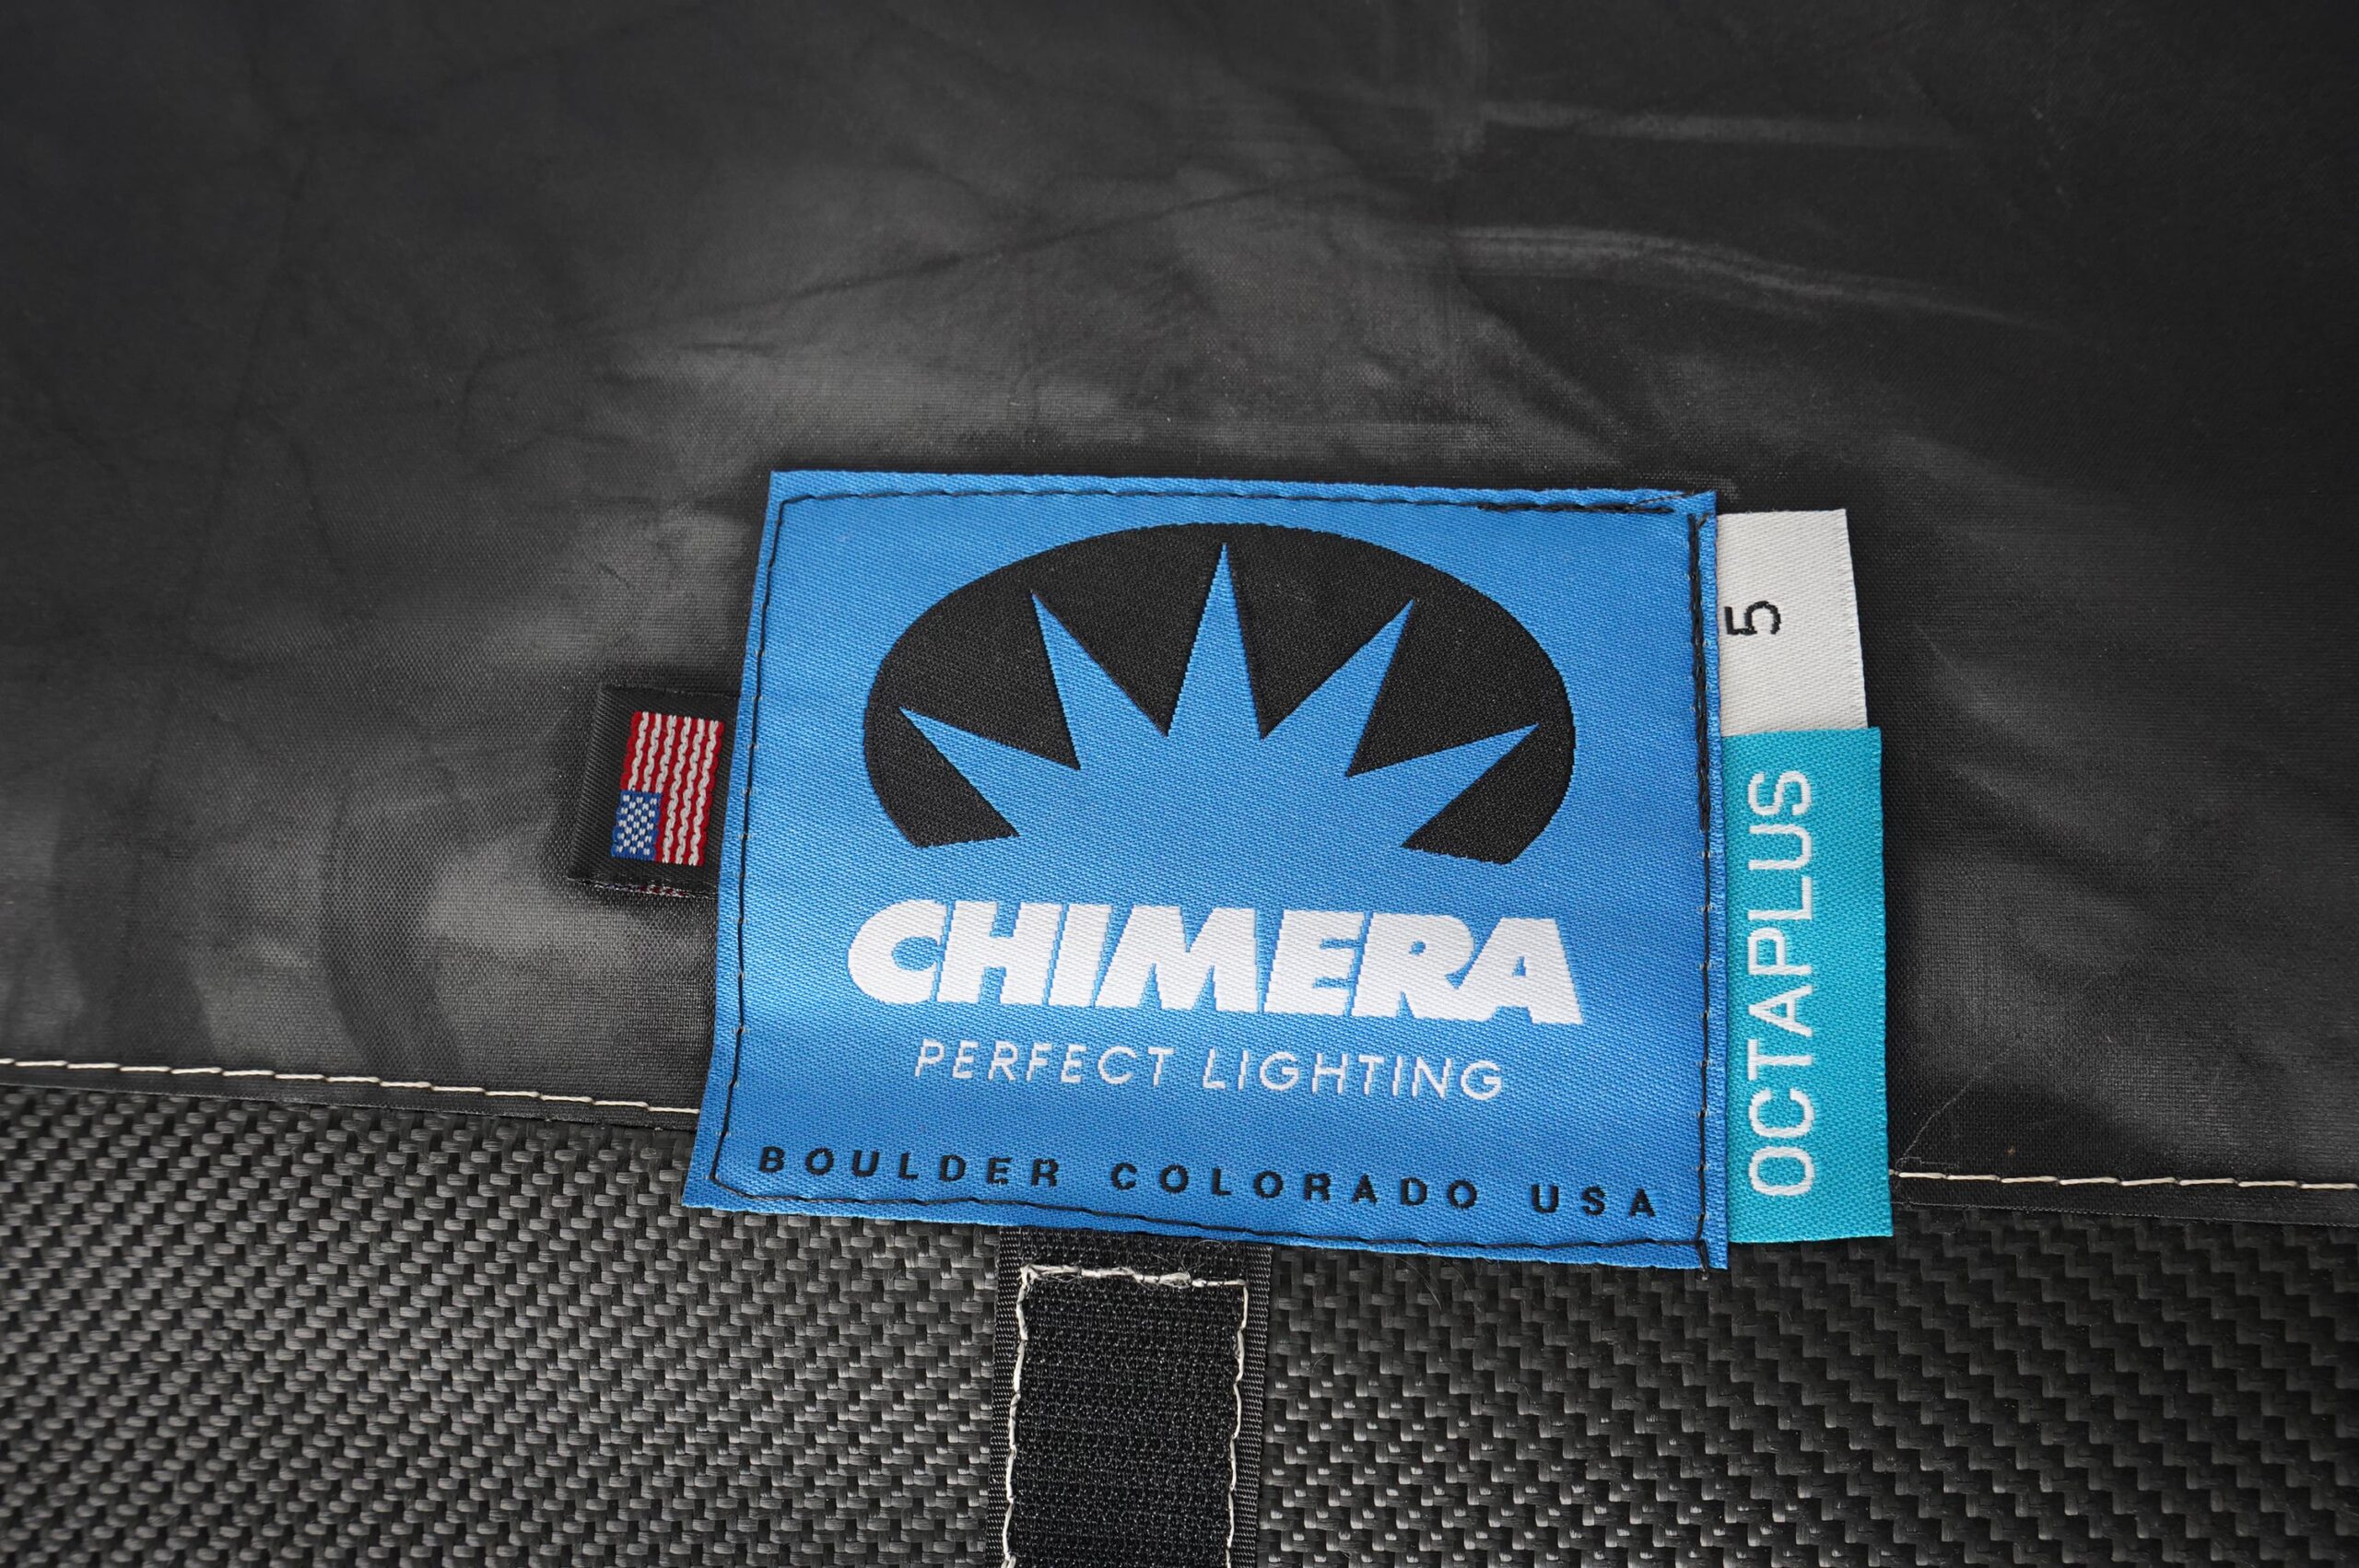 CHIMERA
PERFECT LIGHTING
BOULDER COLORADO USA
5
OCTAPLUS